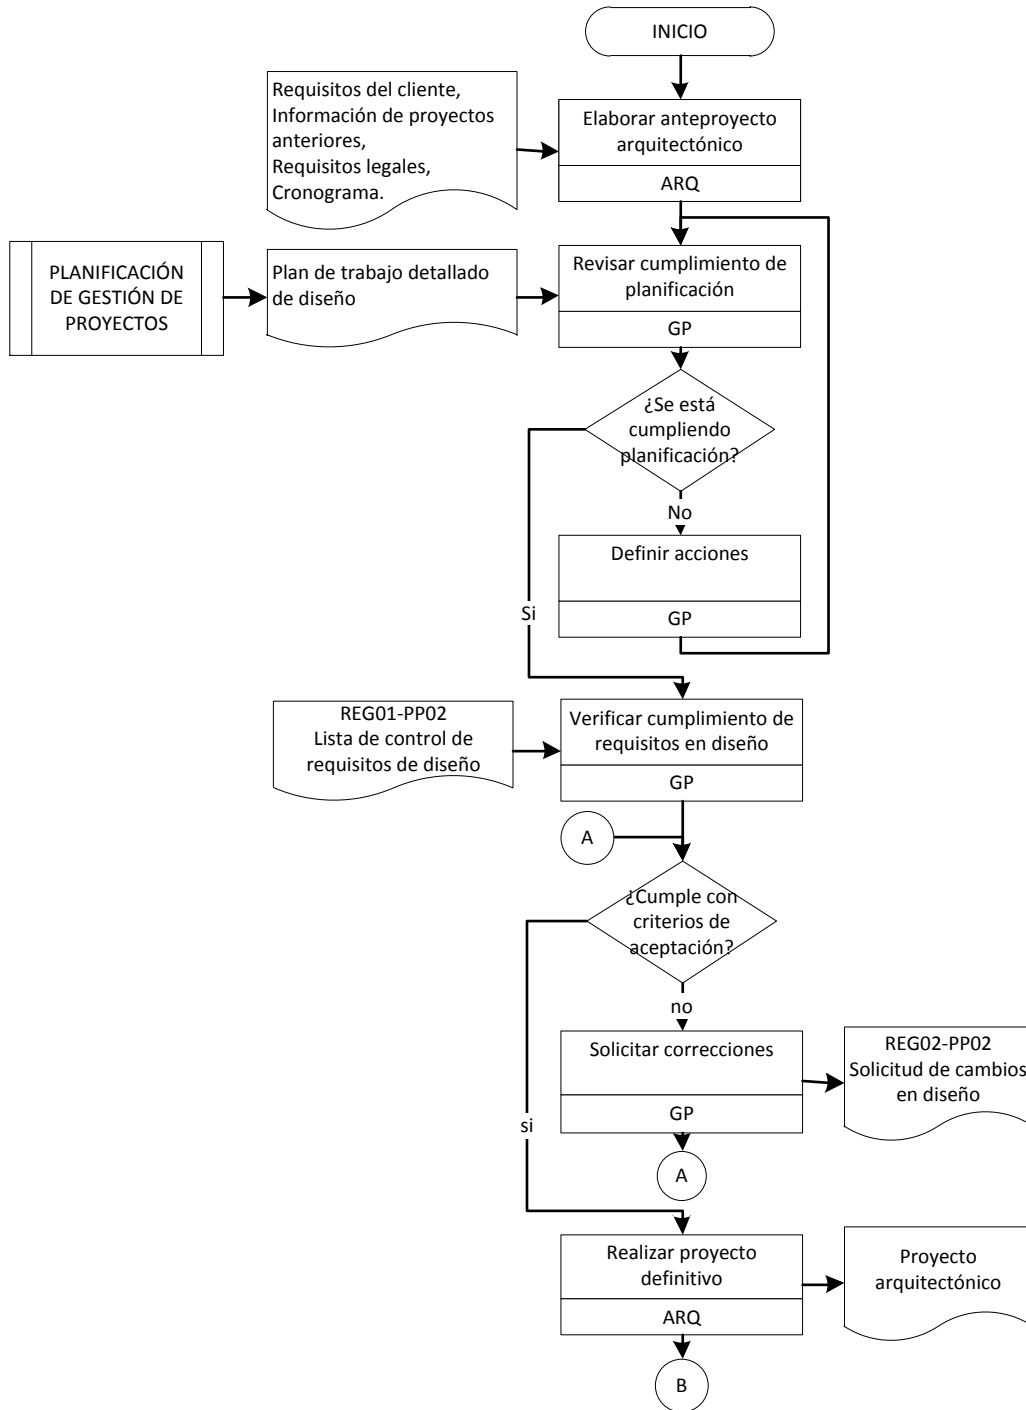 INICIO
Requisitos del cliente,
Información de proyectos
anteriores,
Requisitos legales,
Cronograma.
Elaborar anteproyecto
arquitectónico
ARQ
PLANIFICACIÓN
DE GESTIÓN DE
PROYECTOS
Plan de trabajo detallado
de diseño
Revisar cumplimiento de
planificación
GP
¿Se está
cumpliendo
planificación?
No
Definir acciones
GP
Si
REG01-PP02
Lista de control de
requisitos de diseño
Verificar cumplimiento de
requisitos en diseño
GP
A
¿Cumple con
criterios de
aceptación?
no
Solicitar correcciones
GP
REG02-PP02
Solicitud de cambios
en diseño
si
A
Realizar proyecto
definitivo
ARQ
Proyecto
arquitectónico
B